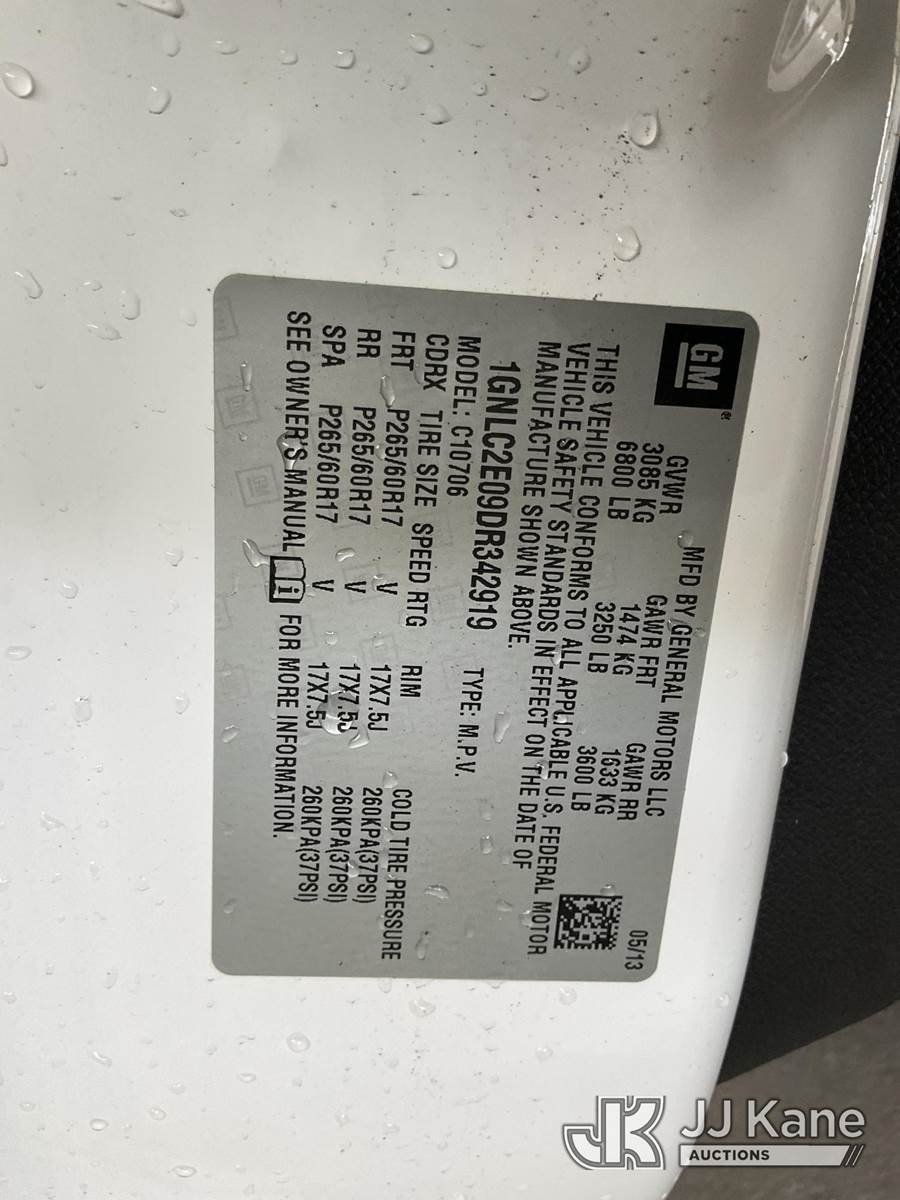 GM
MFD BY GENERAL MOTORS LLC 05/13
GVWR GAWR FRT GAWR RR
3085 KG 1474 KG 1633 KG
6800 LB 3250 LB 3600 LB
THIS VEHICLE CONFORMS TO ALL APPLICABLE U.S. FEDERAL MOTOR
VEHICLE SAFETY STANDARDS IN EFFECT ON THE DATE OF
MANUFACTURE SHOWN ABOVE.
1GNLC2E09DR342919 TYPE: M.P.V.
MODEL: C10706
CDRX TIRE SIZE SPEED RTG RIM COLD TIRE PRESSURE
FRT P265/60R17 V 17X7.5J 260KPA(37PSI)
RR P265/60R17 V 17X7.5J 260KPA(37PSI)
SPA P265/60R17 V 17X7.5J 260KPA(37PSI)
SEE OWNER'S MANUAL FOR MORE INFORMATION.
JK JJ Kane
AUCTIONS